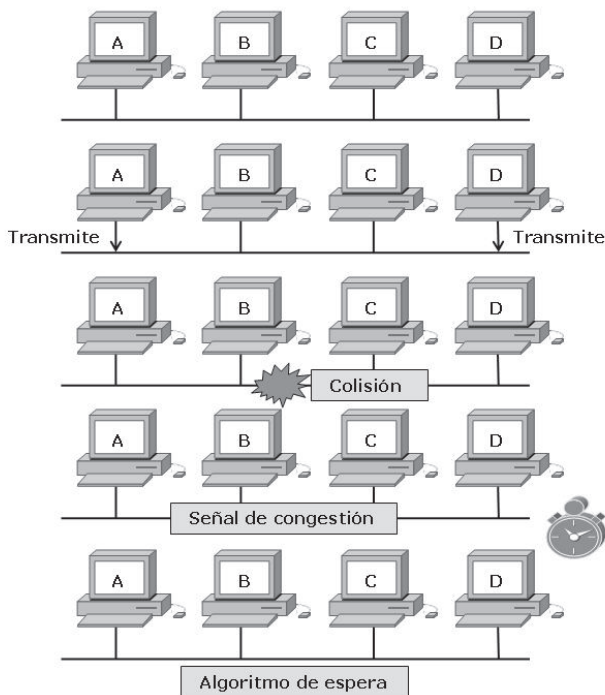 A B C D
A B C D
Transmite Transmite
A B C D
Colisión
A B C D
Señal de congestión
A B C D
Algoritmo de espera